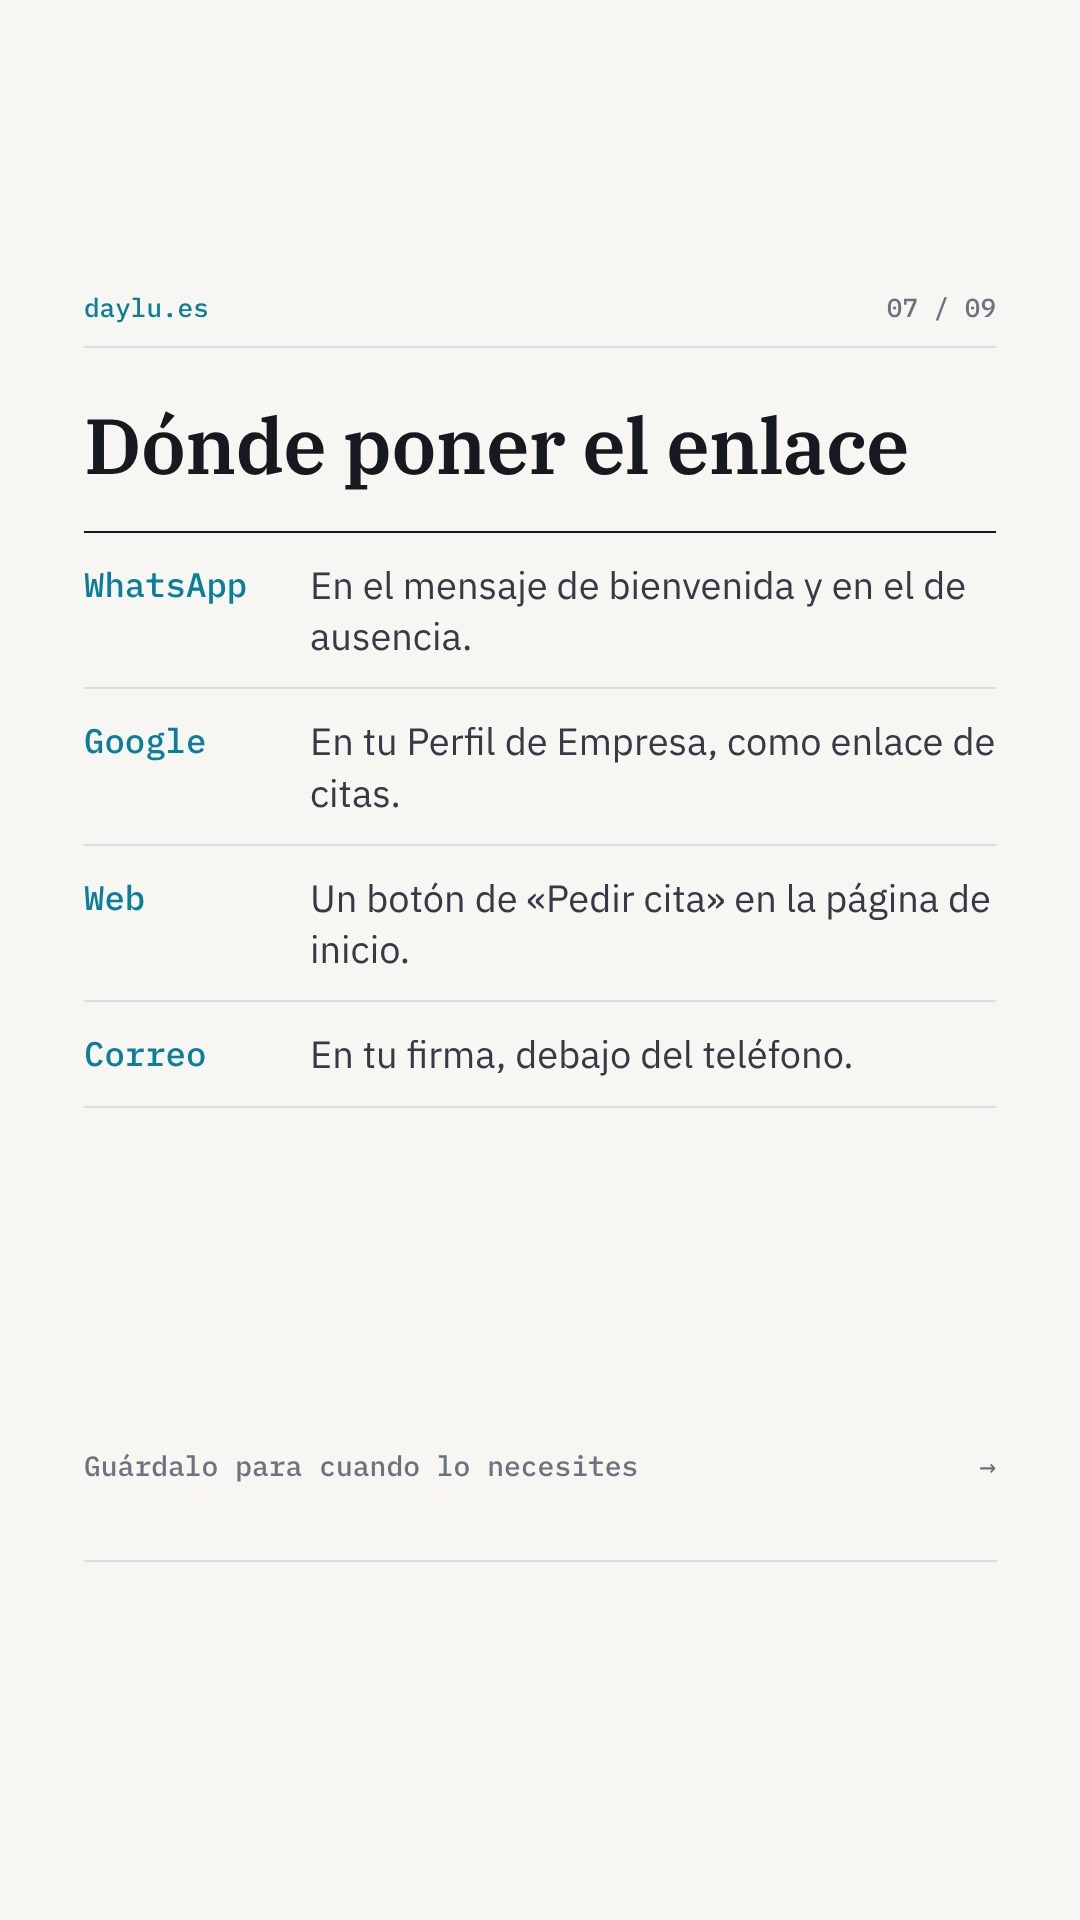 daylu.es
07 / 09
Dónde poner el enlace
WhatsApp
En el mensaje de bienvenida y en el de
ausencia.
Google
En tu Perfil de Empresa, como enlace de
citas.
Web
Un botón de «Pedir cita» en la página de
inicio.
Correo
En tu firma, debajo del teléfono.
Guárdalo para cuando lo necesites
→